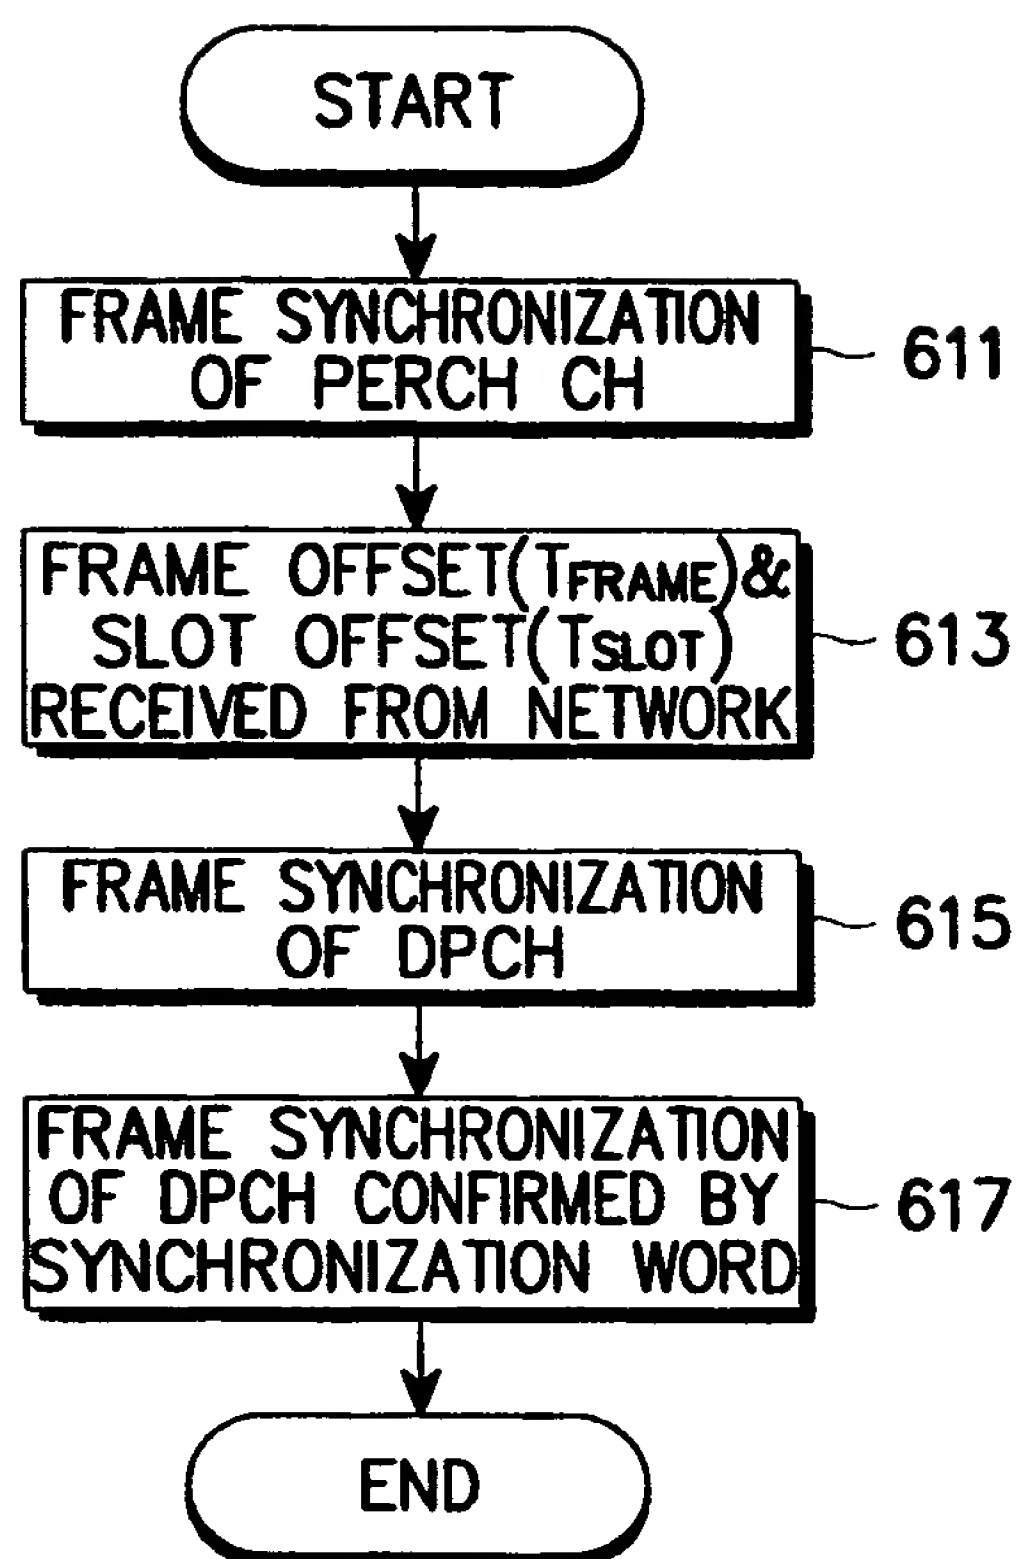 START
FRAME SYNCHRONIZATION
OF PERCH CH
611
FRAME OFFSET(TFRAME)&
SLOT OFFSET(TSLOT)
RECEIVED FROM NETWORK
613
FRAME SYNCHRONIZATION
OF DPCH
615
FRAME SYNCHRONIZATION
OF DPCH CONFIRMED BY
SYNCHRONIZATION WORD
617
END